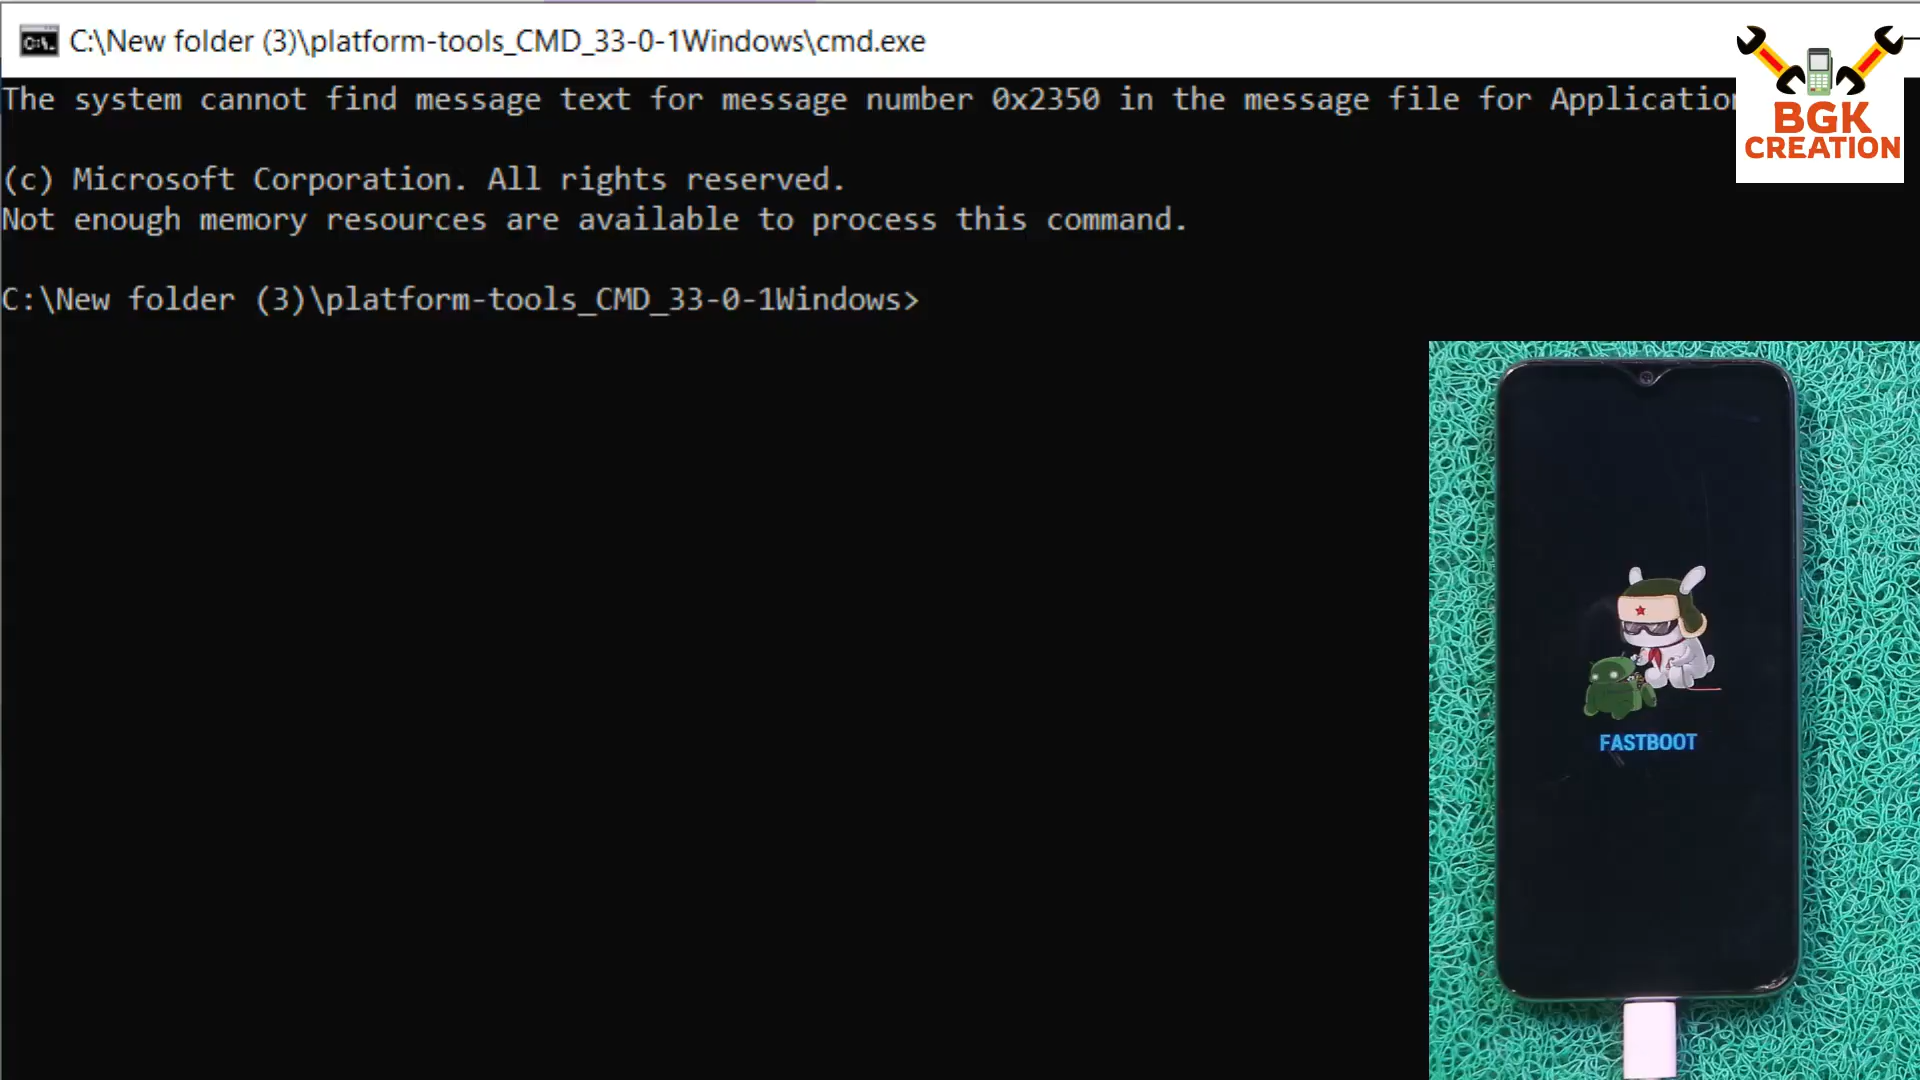 C:\New folder (3)\platform-tools_CMD_33-0-1Windows\cmd.exe
The system cannot find message text for message number 0x2350 in the message file for Application
BGK
CREATION
(c) Microsoft Corporation. All rights reserved.
Not enough memory resources are available to process this command.
C:\New folder (3)\platform-tools_CMD_33-0-1Windows>
FASTBOOT